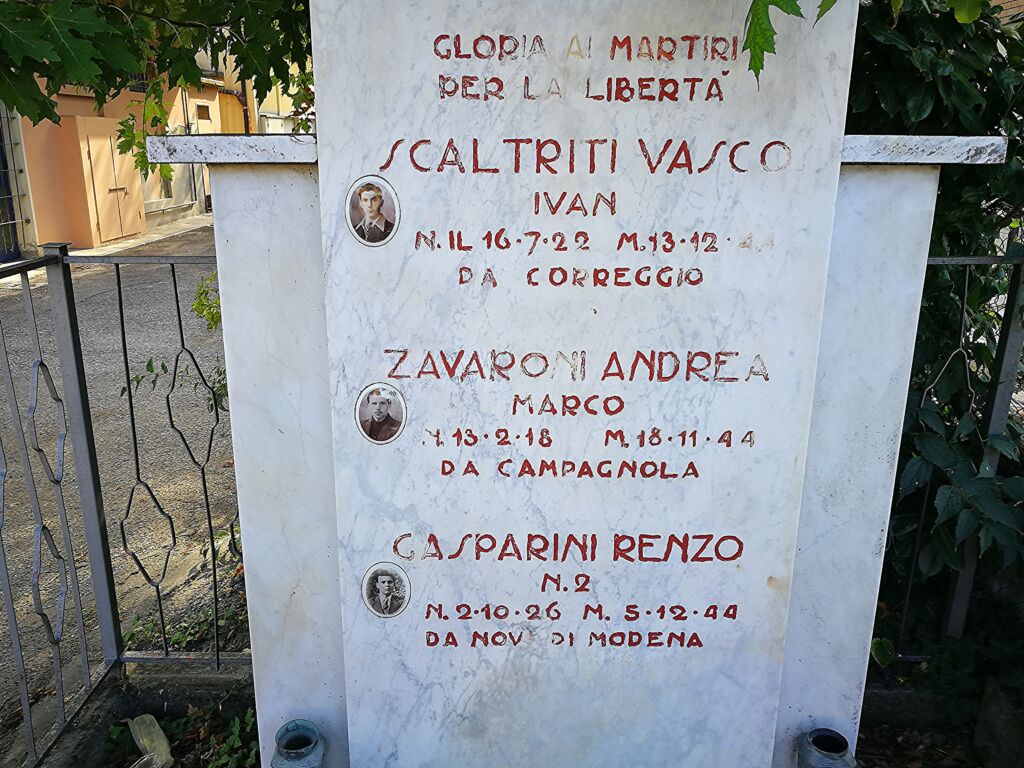 GLORIA AI MARTIRI
PER LA LIBERTÀ
SCALTRITI VASCO
IVAN
N. IL 16·7·22 M. 13·12·44
DA CORREGGIO
ZAVARONI ANDREA
MARCO
N. 13·2·18 M. 18·11·44
DA CAMPAGNOLA
GASPARINI RENZO
N. 2
N. 2·10·26 M. 5·12·44
DA NOVI DI MODENA